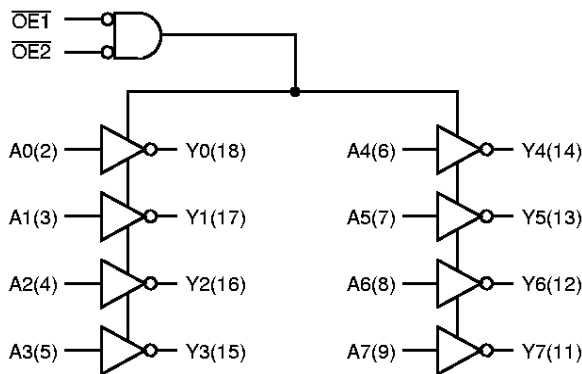 OE1
OE2
A0(2) Y0(18) A4(6) Y4(14)
A1(3) Y1(17) A5(7) Y5(13)
A2(4) Y2(16) A6(8) Y6(12)
A3(5) Y3(15) A7(9) Y7(11)